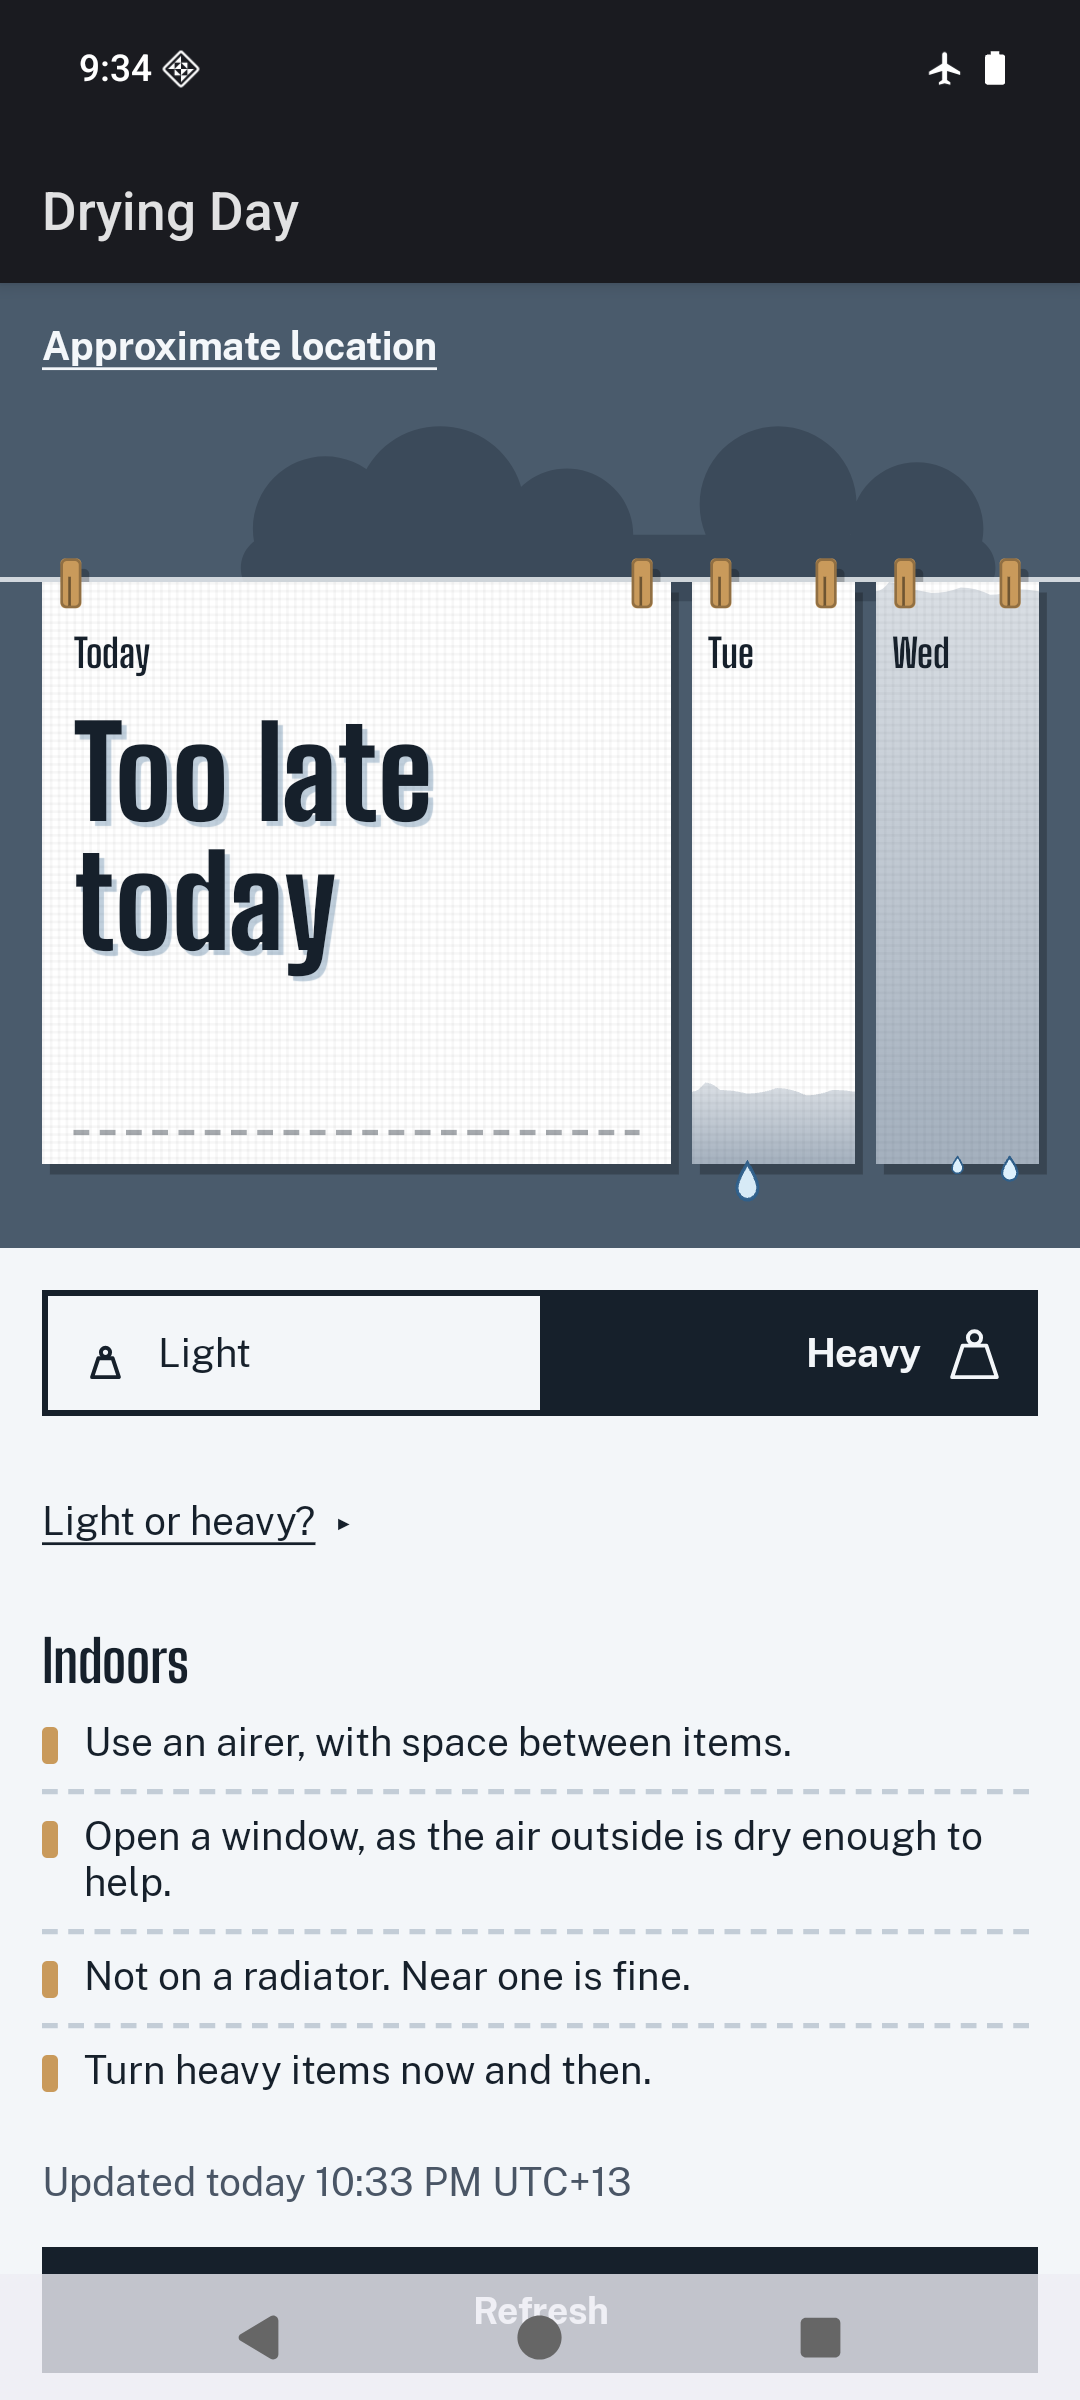 9:34
Drying Day
Approximate location
Today
Too late
today
Tue
Wed
Light
Heavy
Light or heavy?
Indoors
Use an airer, with space between items.
Open a window, as the air outside is dry enough to
help.
Not on a radiator. Near one is fine.
Turn heavy items now and then.
Updated today 10:33 PM UTC+13
Refresh